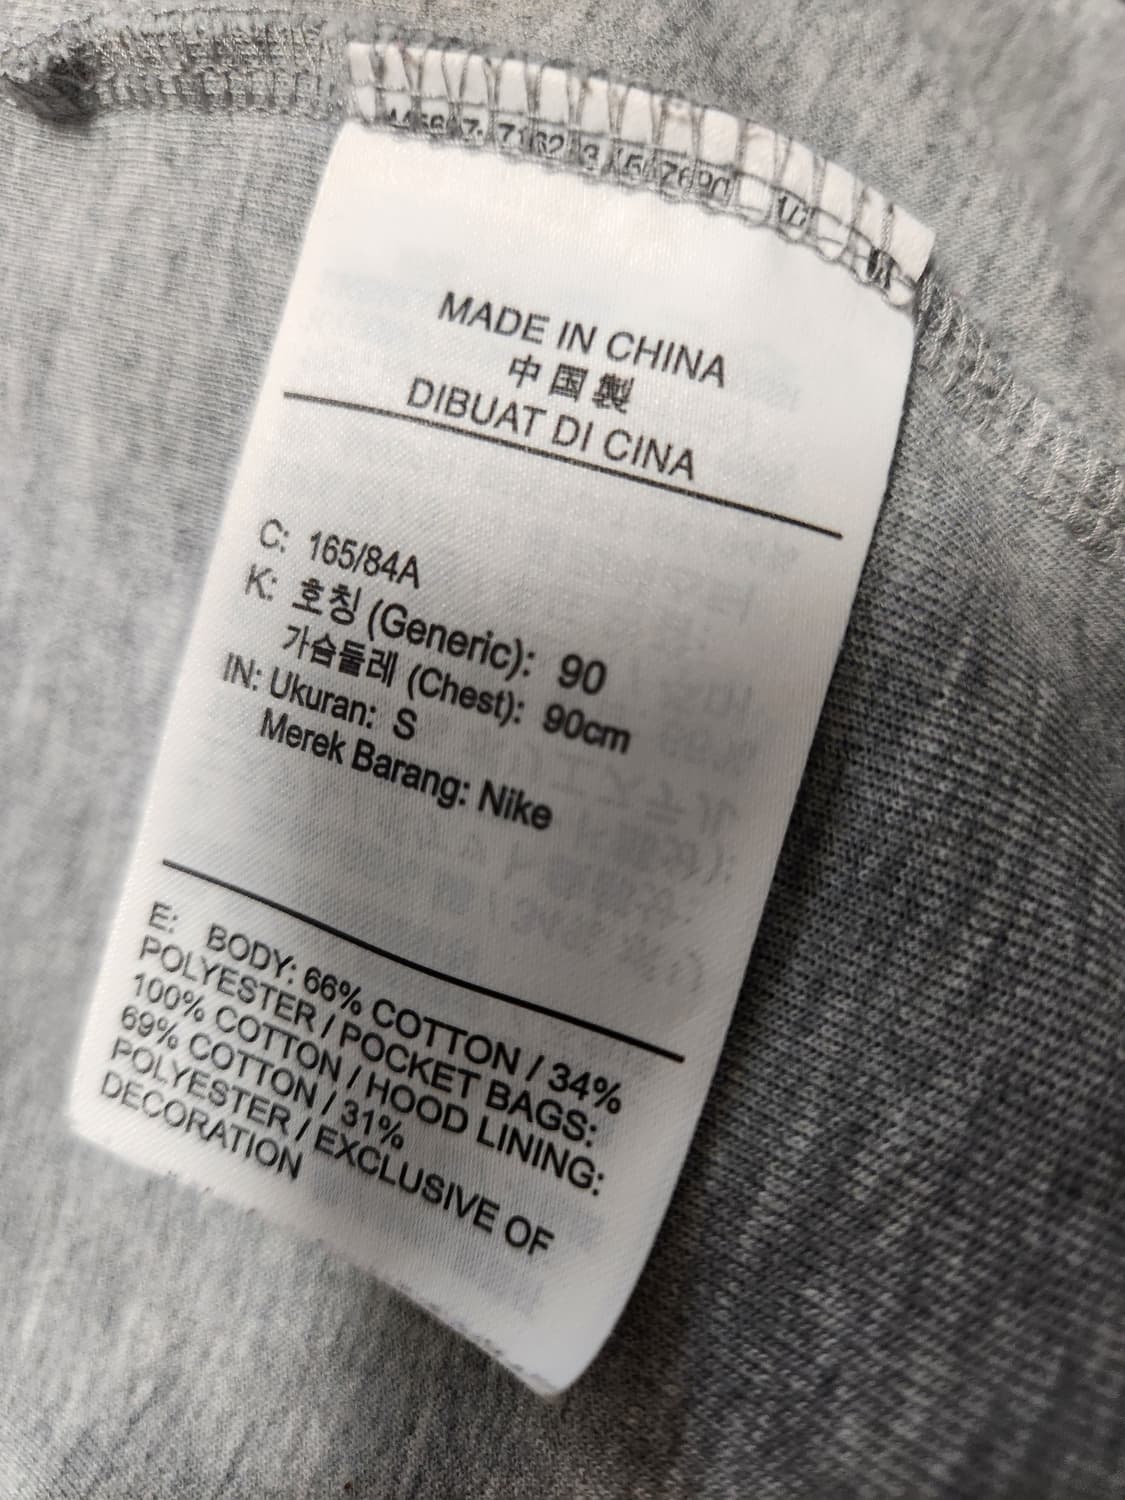 MADE IN CHINA
中国製
DIBUAT DI CINA
C: 165/84A
K: 호칭 (Generic): 90
가슴둘레 (Chest): 90cm
IN: Ukuran: S
Merek Barang: Nike
E: BODY: 66% COTTON / 34%
POLYESTER / POCKET BAGS:
100% COTTON / HOOD LINING:
69% COTTON / 31%
POLYESTER / EXCLUSIVE OF
DECORATION